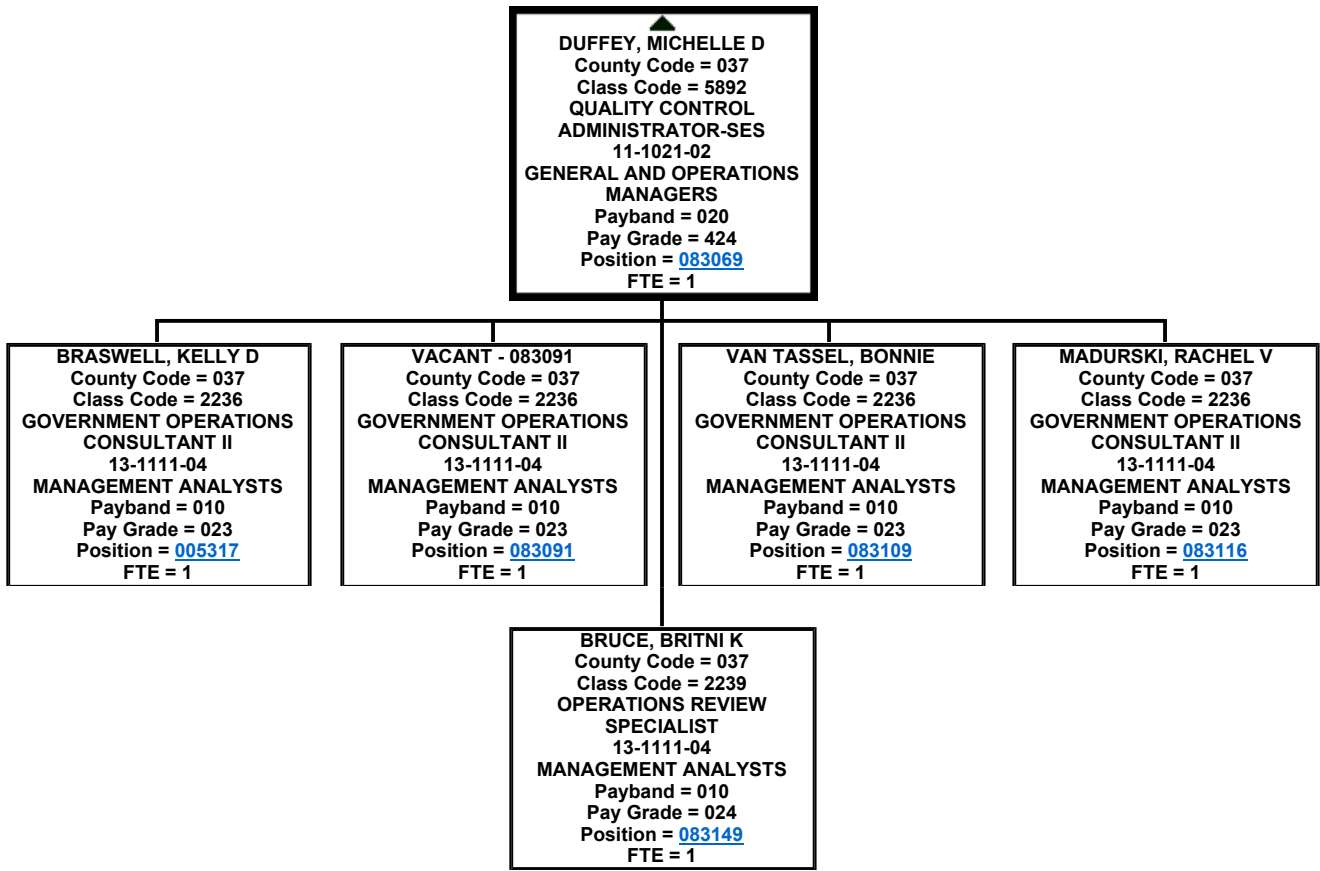 DUFFEY, MICHELLE D
County Code = 037
Class Code = 5892
QUALITY CONTROL
ADMINISTRATOR-SES
11-1021-02
GENERAL AND OPERATIONS
MANAGERS
Payband = 020
Pay Grade = 424
Position = 083069
FTE = 1
BRASWELL, KELLY D
County Code = 037
Class Code = 2236
GOVERNMENT OPERATIONS
CONSULTANT II
13-1111-04
MANAGEMENT ANALYSTS
Payband = 010
Pay Grade = 023
Position = 005317
FTE = 1
VACANT - 083091
County Code = 037
Class Code = 2236
GOVERNMENT OPERATIONS
CONSULTANT II
13-1111-04
MANAGEMENT ANALYSTS
Payband = 010
Pay Grade = 023
Position = 083091
FTE = 1
VAN TASSEL, BONNIE
County Code = 037
Class Code = 2236
GOVERNMENT OPERATIONS
CONSULTANT II
13-1111-04
MANAGEMENT ANALYSTS
Payband = 010
Pay Grade = 023
Position = 083109
FTE = 1
MADURSKI, RACHEL V
County Code = 037
Class Code = 2236
GOVERNMENT OPERATIONS
CONSULTANT II
13-1111-04
MANAGEMENT ANALYSTS
Payband = 010
Pay Grade = 023
Position = 083116
FTE = 1
BRUCE, BRITNI K
County Code = 037
Class Code = 2239
OPERATIONS REVIEW
SPECIALIST
13-1111-04
MANAGEMENT ANALYSTS
Payband = 010
Pay Grade = 024
Position = 083149
FTE = 1